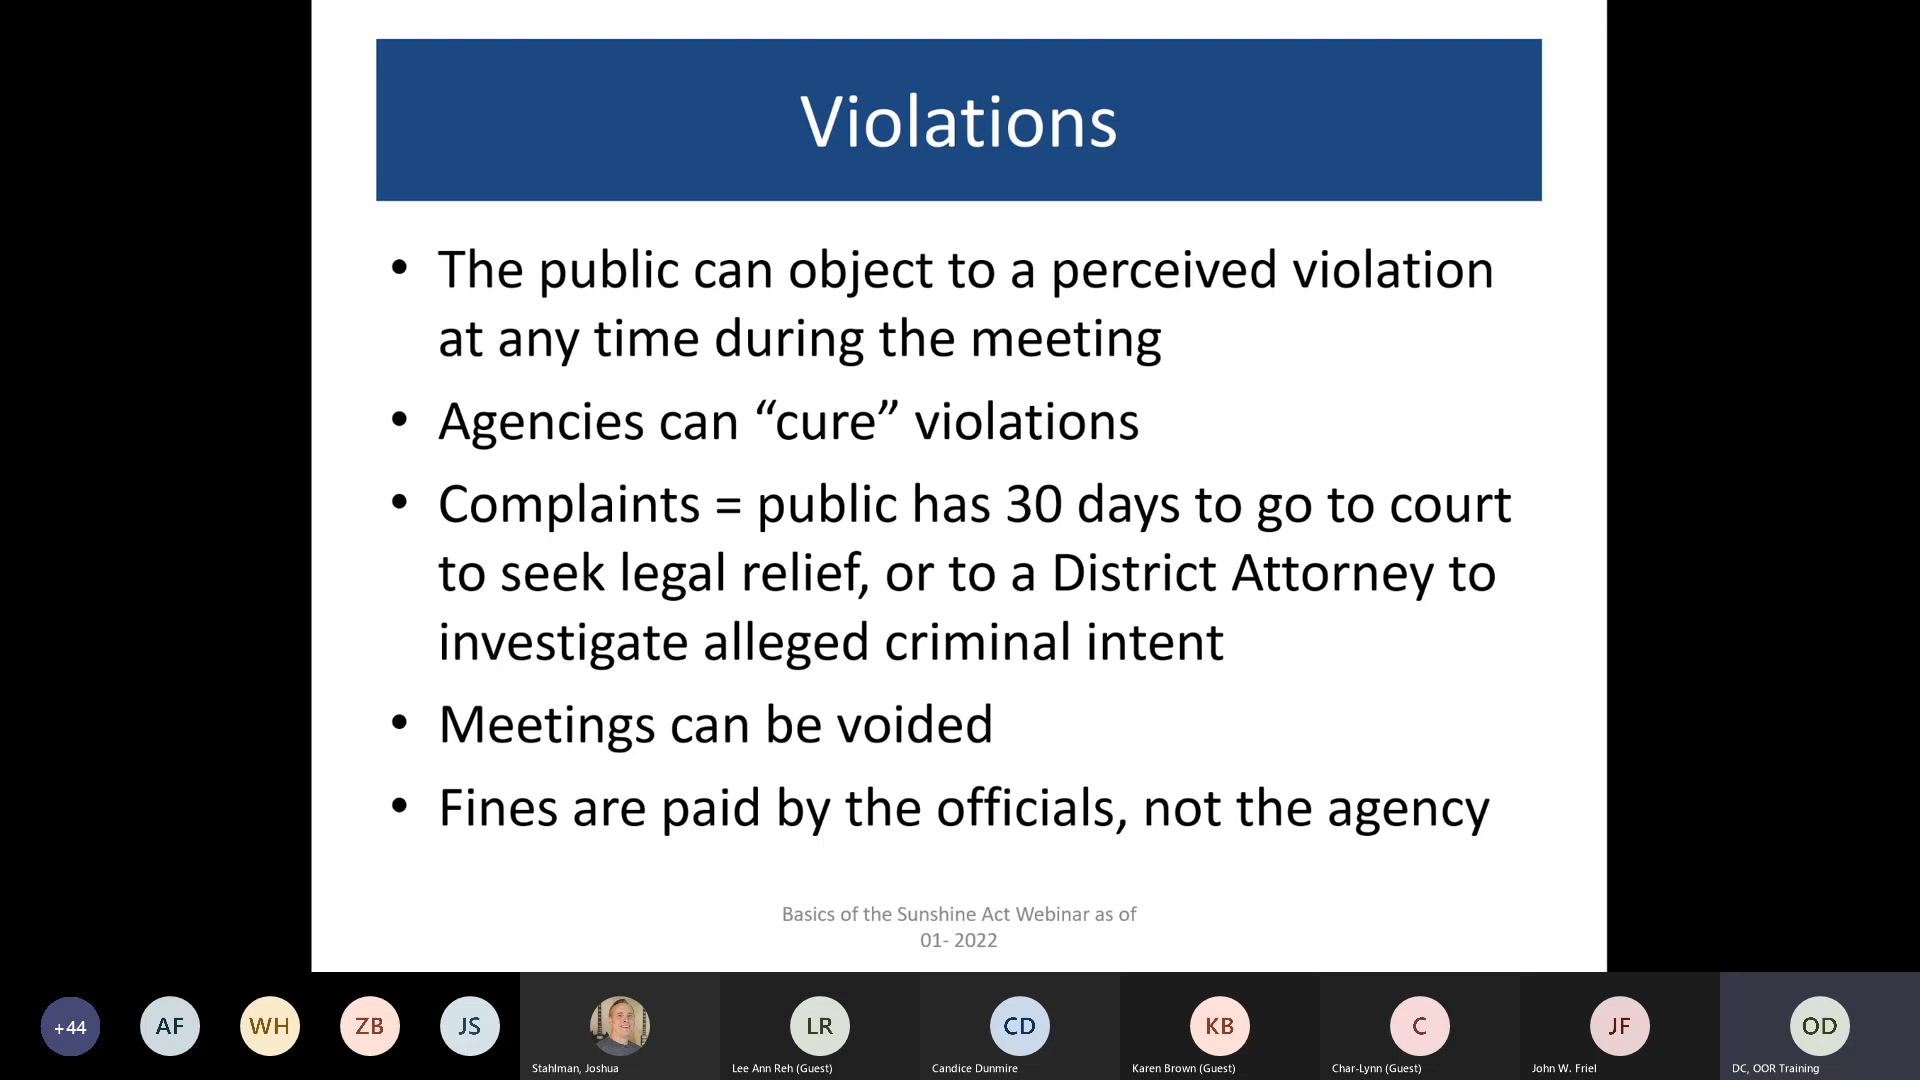 Violations
• The public can object to a perceived violation
at any time during the meeting
• Agencies can “cure” violations
• Complaints = public has 30 days to go to court
to seek legal relief, or to a District Attorney to
investigate alleged criminal intent
• Meetings can be voided
• Fines are paid by the officials, not the agency
Basics of the Sunshine Act Webinar as of
01- 2022
+44
AF
WH
ZB
JS
Stahlman, Joshua
LR
Lee Ann Reh (Guest)
CD
Candice Dunmire
KB
Karen Brown (Guest)
C
Char-Lynn (Guest)
JF
John W. Friel
OD
DC, OOR Training